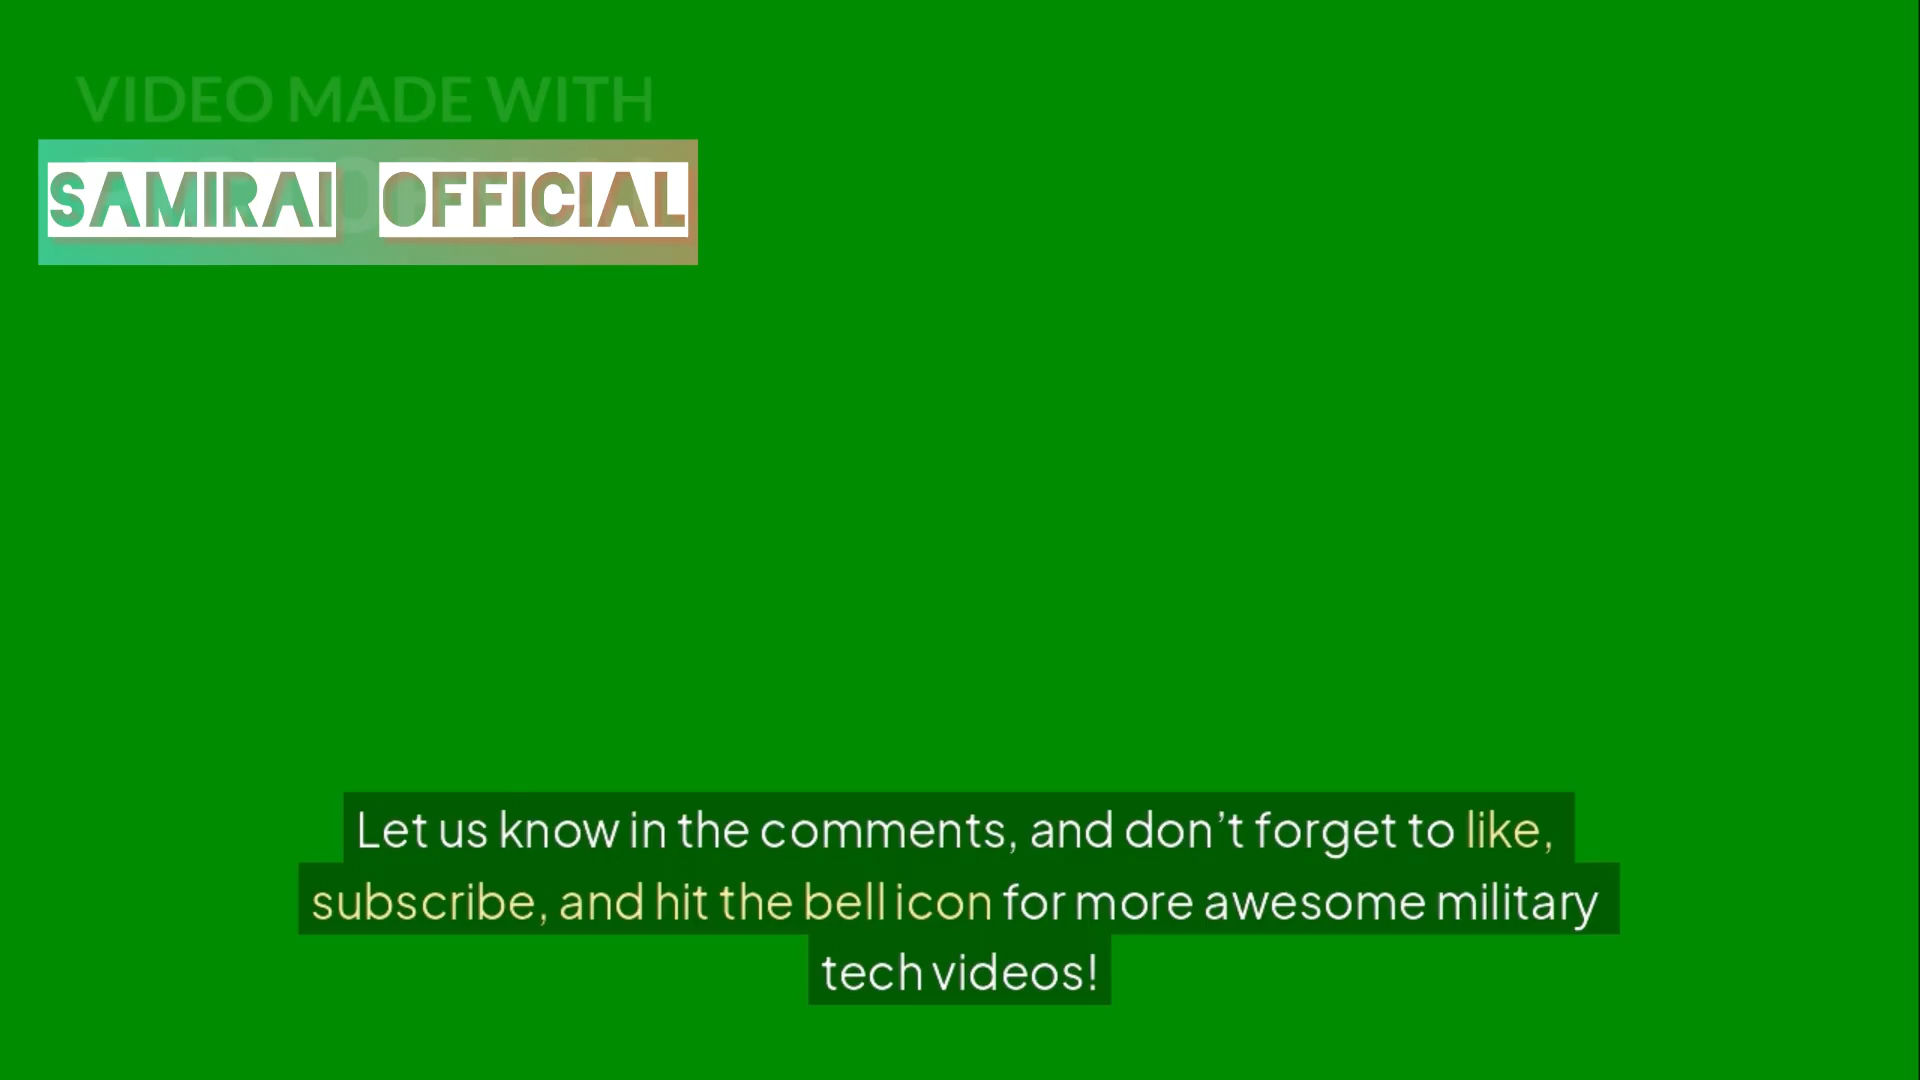 VIDEO MADE WITH
SAMIRAI OFFICIAL
Let us know in the comments, and don’t forget to like,
subscribe, and hit the bell icon for more awesome military
tech videos!